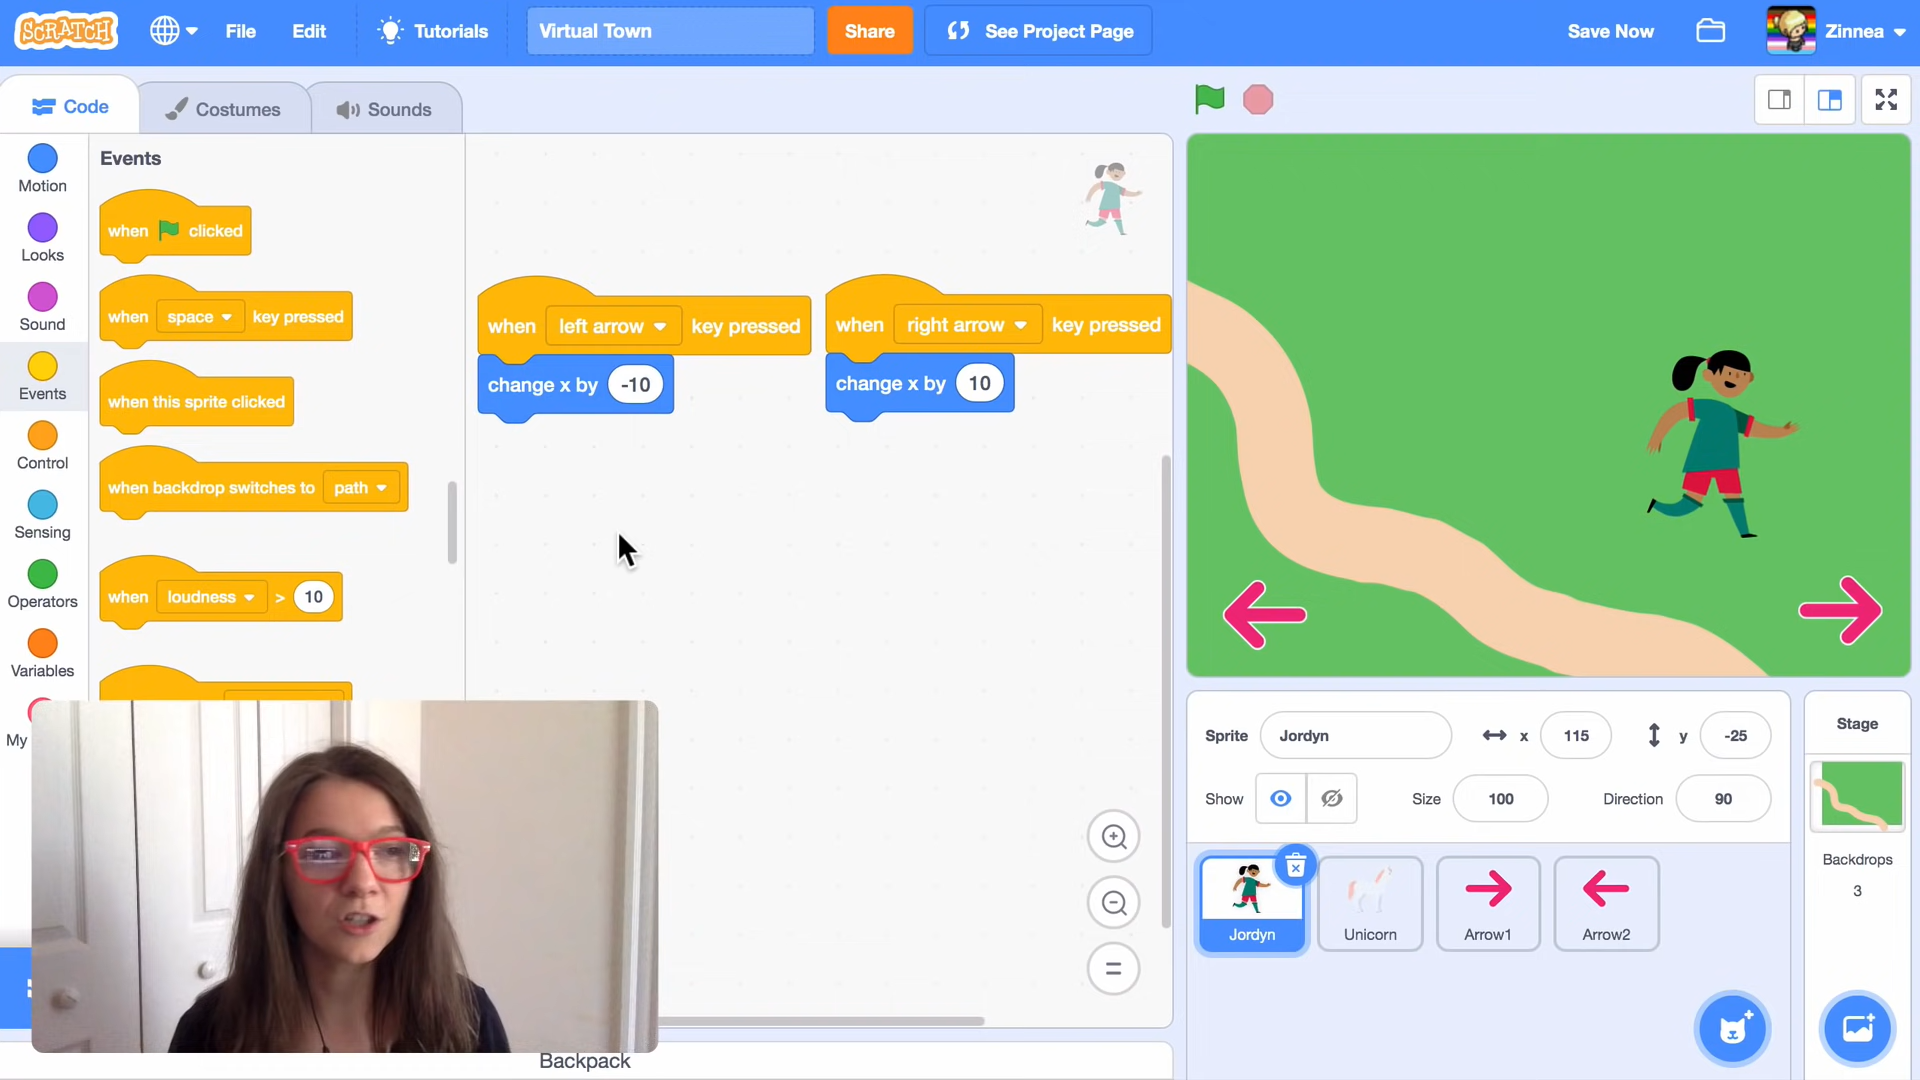 SCRATCH
File
Edit
Tutorials
Virtual Town
Share
See Project Page
Save Now
Zinnea
Code
Costumes
Sounds
Motion
Looks
Sound
Events
Control
Sensing
Operators
Variables
My
Events
when clicked
when space key pressed
when this sprite clicked
when backdrop switches to path
when loudness > 10
when left arrow key pressed
change x by -10
when right arrow key pressed
change x by 10
Sprite Jordyn x 115 y -25
Show Size 100 Direction 90
Jordyn
Unicorn
Arrow1
Arrow2
Stage
Backdrops
3
Backpack